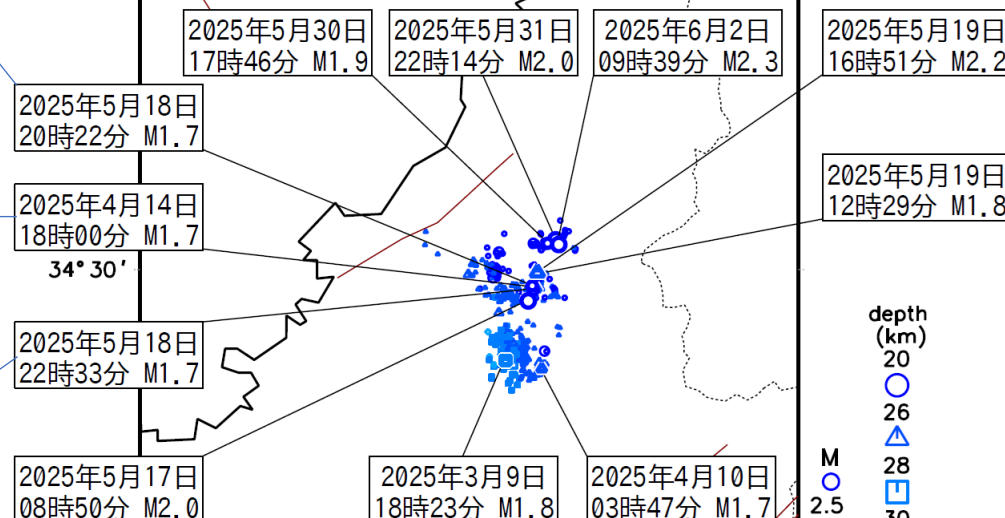 2025年5月30日
17時46分 M1.9
2025年5月31日
22時14分 M2.0
2025年6月2日
09時39分 M2.3
2025年5月19日
16時51分 M2.2
2025年5月18日
20時22分 M1.7
2025年5月19日
12時29分 M1.8
2025年4月14日
18時00分 M1.7
34°30′
2025年5月18日
22時33分 M1.7
2025年5月17日
08時50分 M2.0
2025年3月9日
18時23分 M1.8
2025年4月10日
03時47分 M1.7
depth
(km)
20
26
28
30
M
2.5